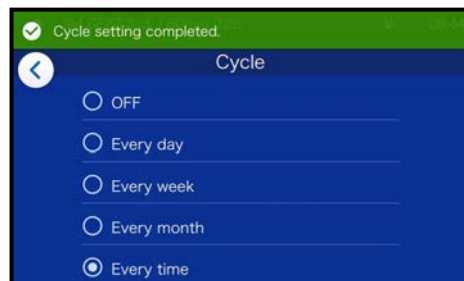 Cycle setting completed.
Cycle
OFF
Every day
Every week
Every month
Every time